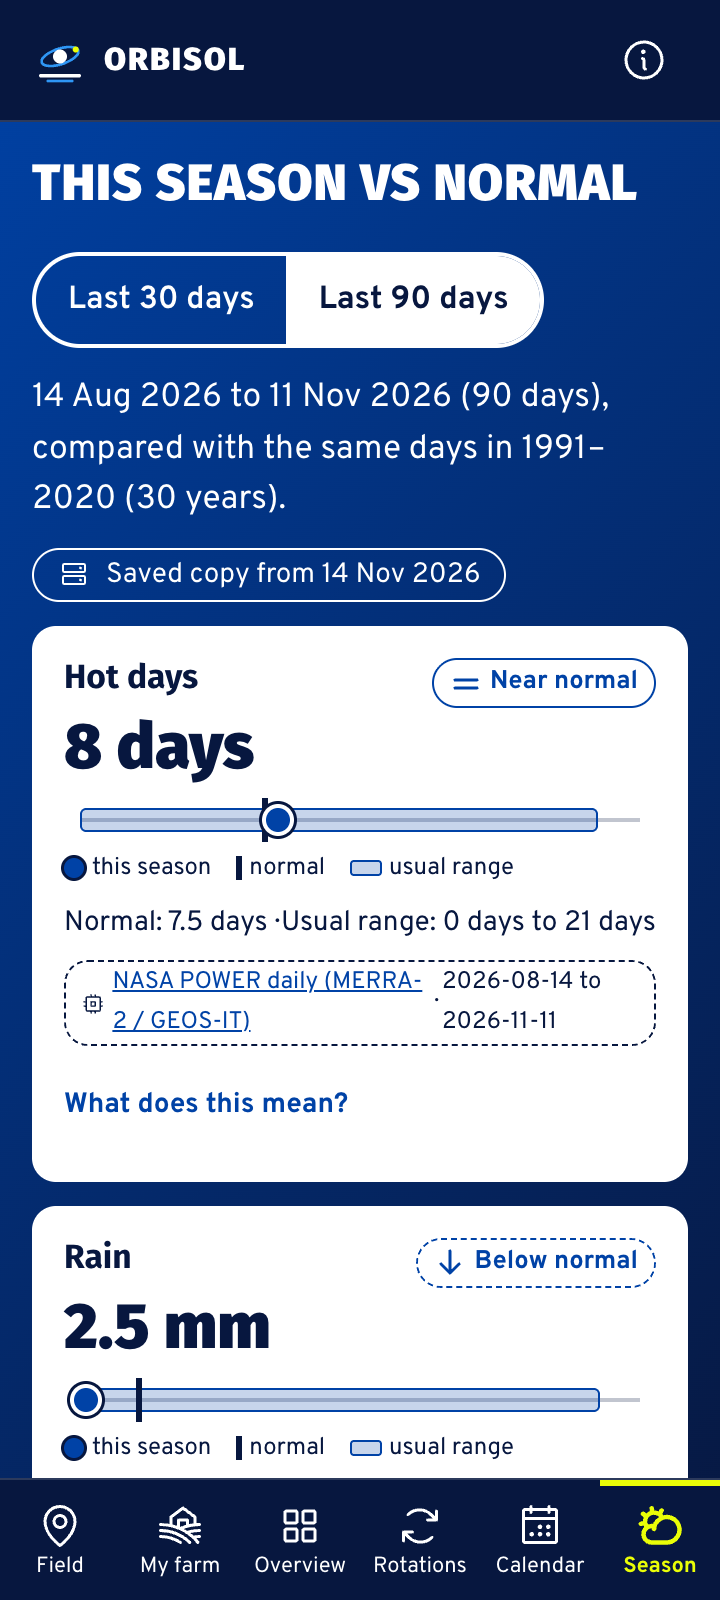 ORBISOL
THIS SEASON VS NORMAL
Last 30 days
Last 90 days
14 Aug 2026 to 11 Nov 2026 (90 days),
compared with the same days in 1991–
2020 (30 years).
Saved copy from 14 Nov 2026
Hot days
Near normal
8 days
this season
normal
usual range
Normal: 7.5 days ·Usual range: 0 days to 21 days
NASA POWER daily (MERRA-
2 / GEOS-IT)
·
2026-08-14 to
2026-11-11
What does this mean?
Rain
Below normal
2.5 mm
this season
normal
usual range
Field
My farm
Overview
Rotations
Calendar
Season